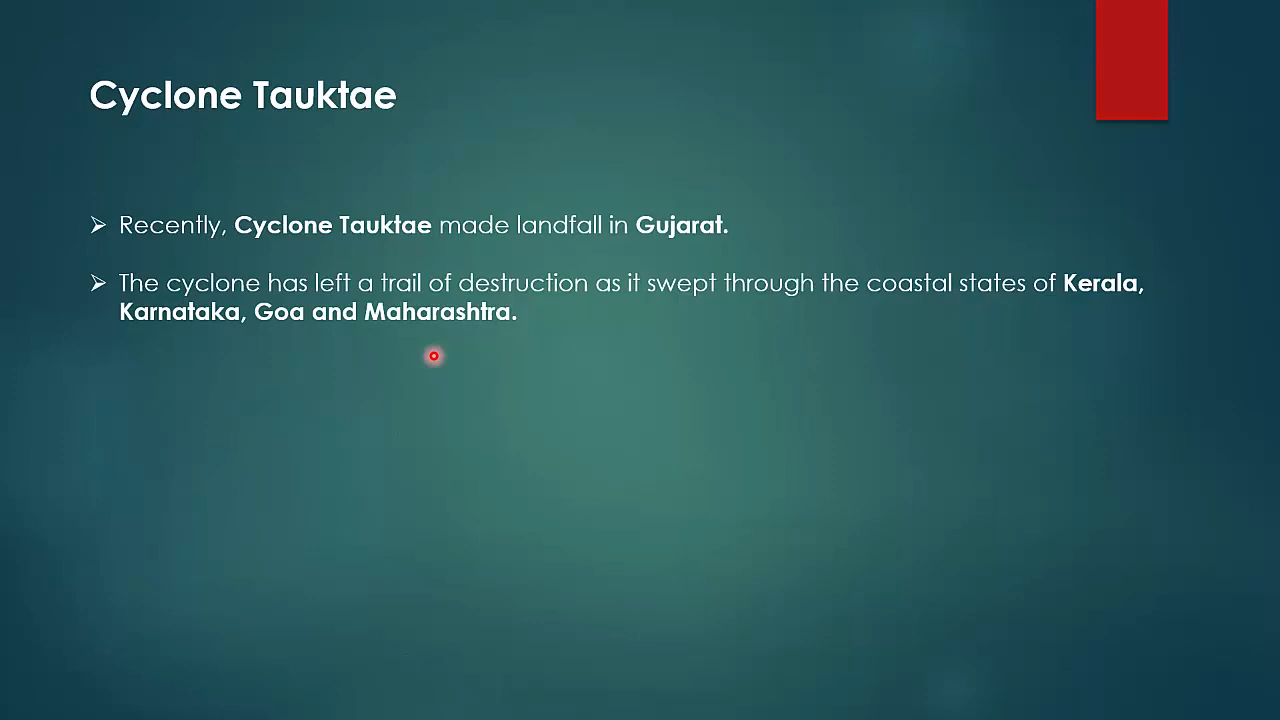 Cyclone Tauktae
Recently, Cyclone Tauktae made landfall in Gujarat.
The cyclone has left a trail of destruction as it swept through the coastal states of Kerala,
Karnataka, Goa and Maharashtra.